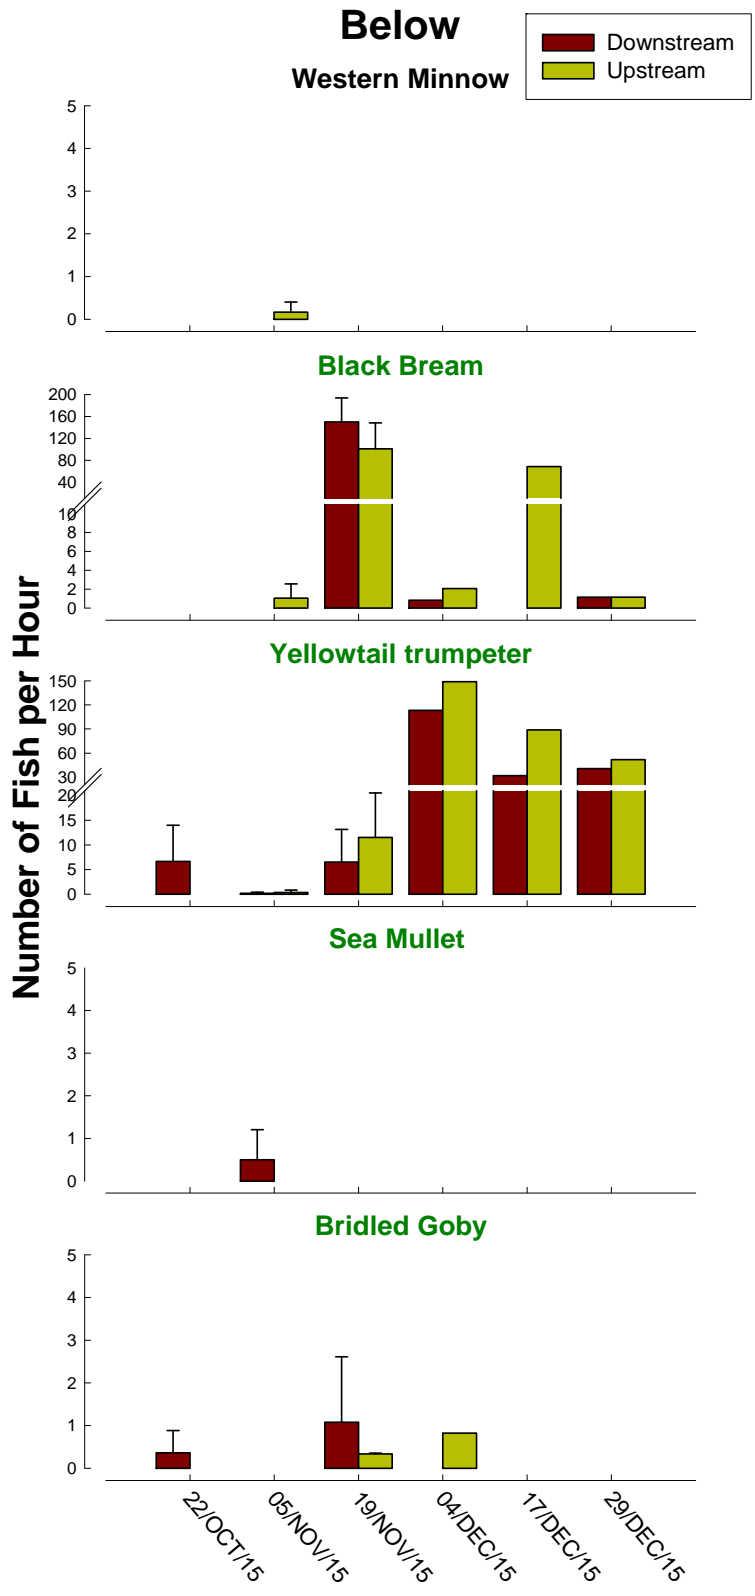 Below
Downstream
Upstream
Western Minnow
5
4
3
2
1
0
Black Bream
200
160
120
80
40
10
8
6
4
2
0
Yellowtail trumpeter
150
120
90
60
30
20
15
10
5
0
Sea Mullet
5
4
3
2
1
0
Bridled Goby
5
4
3
2
1
0
Number of Fish per Hour
22/OCT/15
05/NOV/15
19/NOV/15
04/DEC/15
17/DEC/15
29/DEC/15